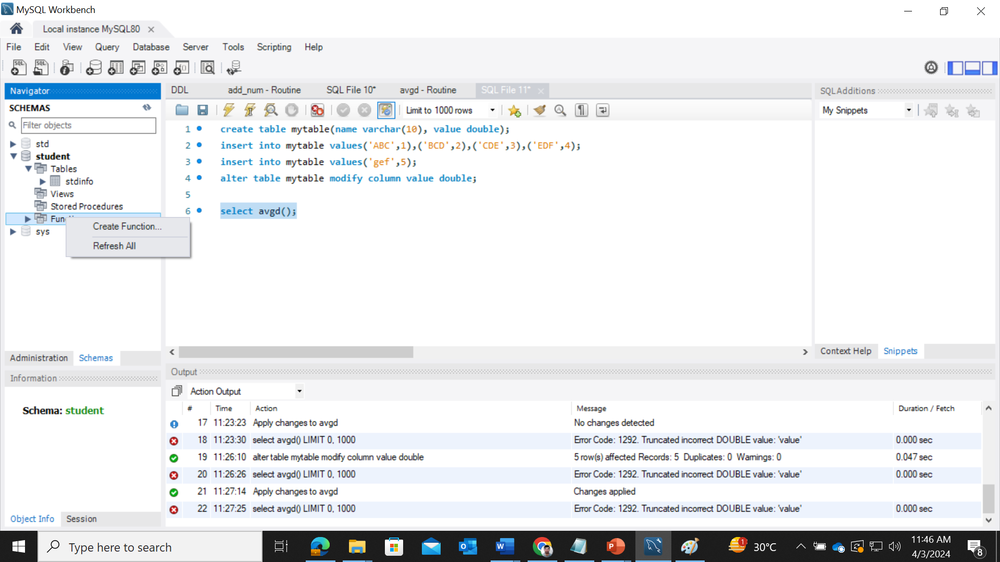 MySQL Workbench
Local instance MySQL80
File Edit View Query Database Server Tools Scripting Help
Navigator
SCHEMAS
Filter objects
std
student
Tables
stdinfo
Views
Stored Procedures
sys
Create Function...
Refresh All
Administration Schemas
Information
Schema: student
Object Info Session
DDL add_num - Routine SQL File 10* avgd - Routine SQL File 11*
Limit to 1000 rows
1 create table mytable(name varchar(10), value double);
2 insert into mytable values('ABC',1),('BCD',2),('CDE',3),('EDF',4);
3 insert into mytable values('gef',5);
4 alter table mytable modify column value double;
5
6 select avgd();
SQLAdditions
My Snippets
Context Help Snippets
Output
Action Output
# Time Action Message Duration / Fetch
17 11:23:23 Apply changes to avgd No changes detected
18 11:23:30 select avgd() LIMIT 0, 1000 Error Code: 1292. Truncated incorrect DOUBLE value: 'value' 0.000 sec
19 11:26:10 alter table mytable modify column value double 5 row(s) affected Records: 5 Duplicates: 0 Warnings: 0 0.047 sec
20 11:26:26 select avgd() LIMIT 0, 1000 Error Code: 1292. Truncated incorrect DOUBLE value: 'value' 0.000 sec
21 11:27:14 Apply changes to avgd Changes applied
22 11:27:25 select avgd() LIMIT 0, 1000 Error Code: 1292. Truncated incorrect DOUBLE value: 'value' 0.000 sec
Type here to search
1
30°C
11:46 AM
4/3/2024
8